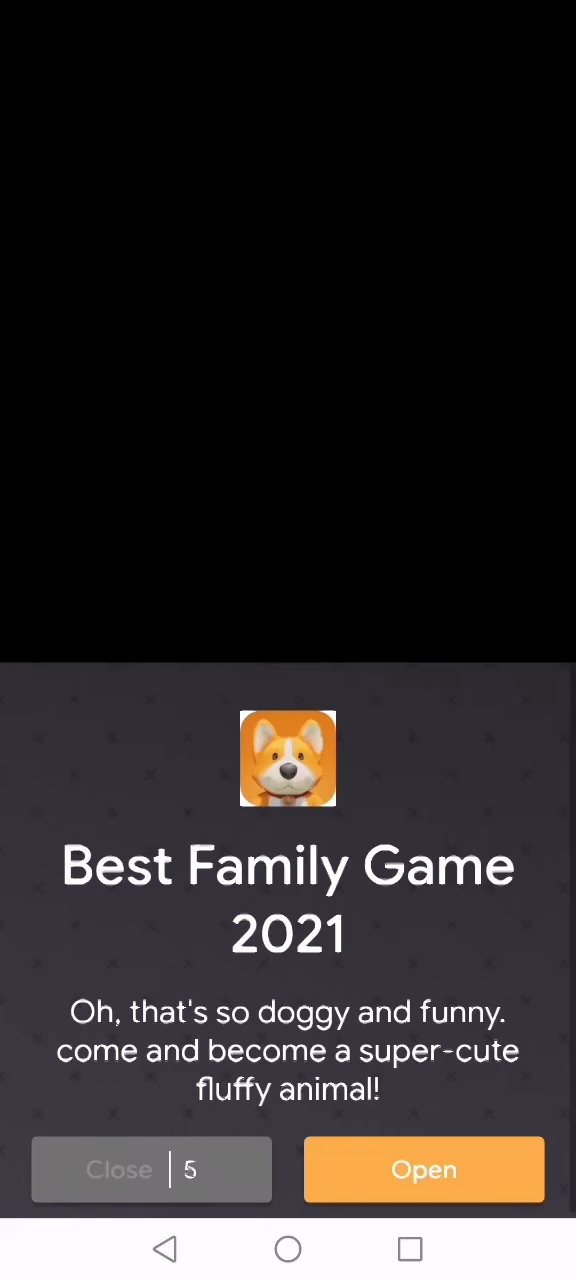 Best Family Game
2021
Oh, that's so doggy and funny.
come and become a super-cute
fluffy animal!
Close 5
Open